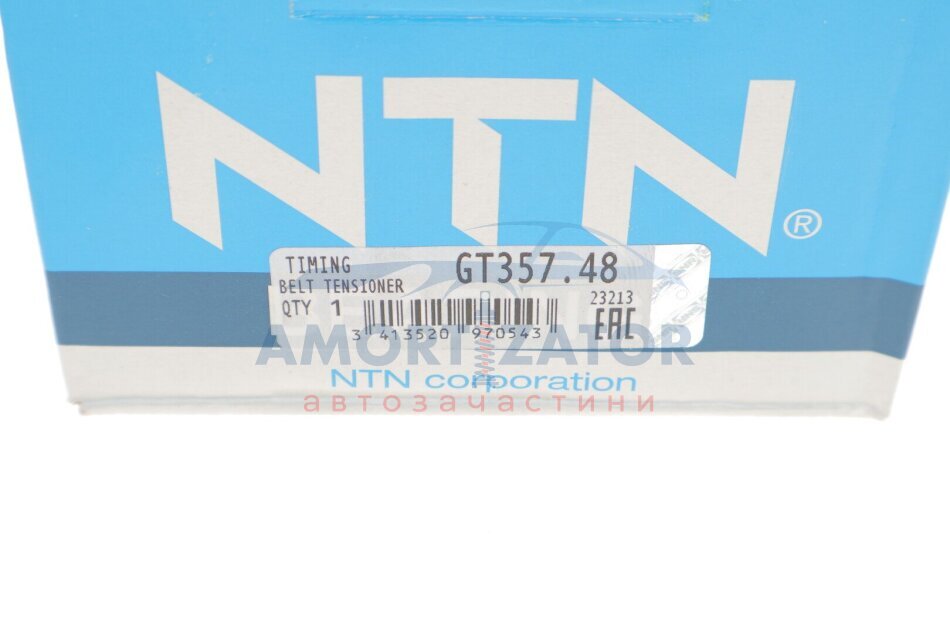 NTN®
TIMING GT357.48
BELT TENSIONER
QTY 1 23213
3 413520 970543 EAC
AMORTIZATOR
NTN corporation
автозачастини